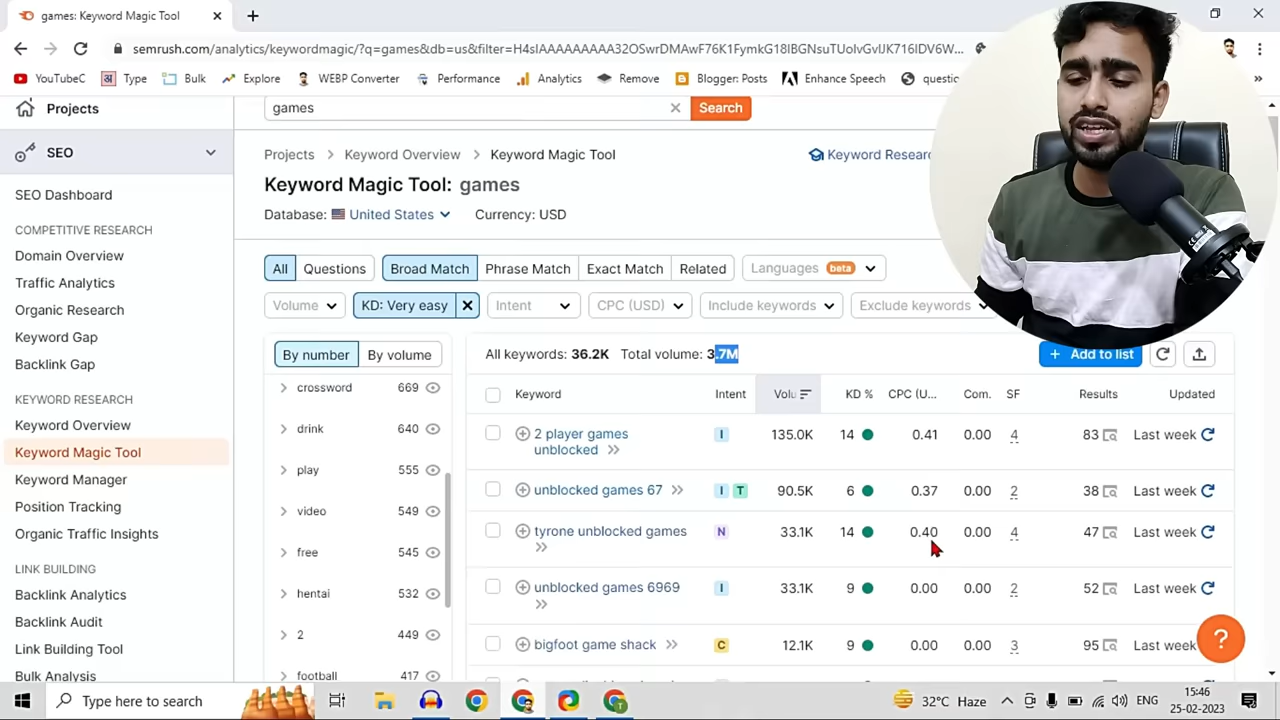 games: Keyword Magic Tool
semrush.com/analytics/keywordmagic/?q=games&db=us&filter=
YouTubeC
Type
Bulk
Explore
WEBP Converter
Performance
Analytics
Remove
Blogger: Posts
Enhance Speech
questic
Projects
games
Search
SEO
Projects > Keyword Overview > Keyword Magic Tool
Keyword Researc
Keyword Magic Tool: games
SEO Dashboard
Database: United States Currency: USD
COMPETITIVE RESEARCH
Domain Overview
Traffic Analytics
Organic Research
Keyword Gap
Backlink Gap
KEYWORD RESEARCH
Keyword Overview
Keyword Magic Tool
Keyword Manager
Position Tracking
Organic Traffic Insights
LINK BUILDING
Backlink Analytics
Backlink Audit
Link Building Tool
Bulk Analysis
All Questions Broad Match Phrase Match Exact Match Related Languages beta
Volume KD: Very easy Intent CPC (USD) Include keywords Exclude keywords
By number By volume
All keywords: 36.2K Total volume: 3.7M
+ Add to list
crossword 669
drink 640
play 555
video 549
free 545
hentai 532
2 449
football 417
Keyword Intent Volu KD % CPC (U... Com. SF Results Updated
2 player games
unblocked >> I 135.0K 14 0.41 0.00 4 83 Last week
unblocked games 67 >> I T 90.5K 6 0.37 0.00 2 38 Last week
tyrone unblocked games >> N 33.1K 14 0.40 0.00 4 47 Last week
unblocked games 6969 >> I 33.1K 9 0.00 0.00 2 52 Last week
bigfoot game shack >> C 12.1K 9 0.00 0.00 3 95 Last week
?
Type here to search
32°C Haze
ENG
15:46
25-02-2023